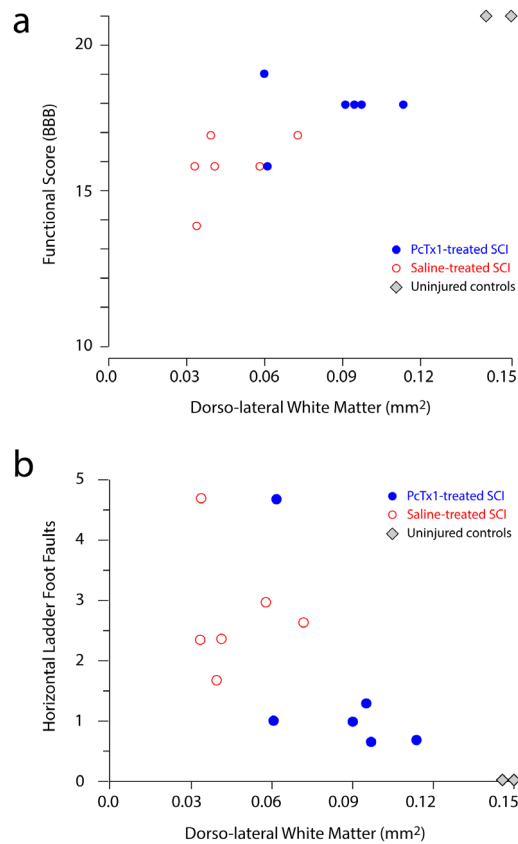 a
20
15
10
Functional Score (BBB)
PcTx1-treated SCI
Saline-treated SCI
Uninjured controls
0.0 0.03 0.06 0.09 0.12 0.15
Dorso-lateral White Matter (mm2)
b
5
4
3
2
1
0
Horizontal Ladder Foot Faults
PcTx1-treated SCI
Saline-treated SCI
Uninjured controls
0.0 0.03 0.06 0.09 0.12 0.15
Dorso-lateral White Matter (mm2)